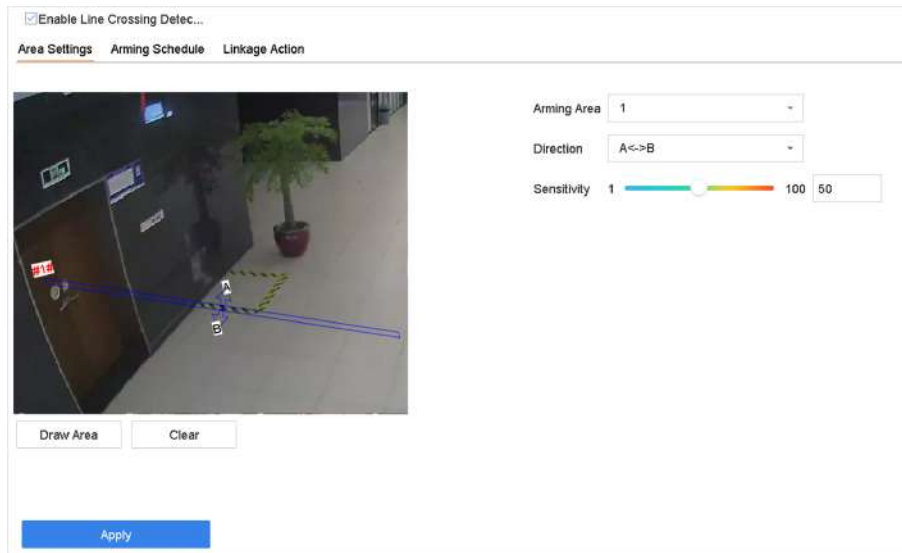 Enable Line Crossing Detec...
Area Settings Arming Schedule Linkage Action
Arming Area 1
Direction A<->B
Sensitivity 1 100 50
#1#
A
B
Draw Area Clear
Apply